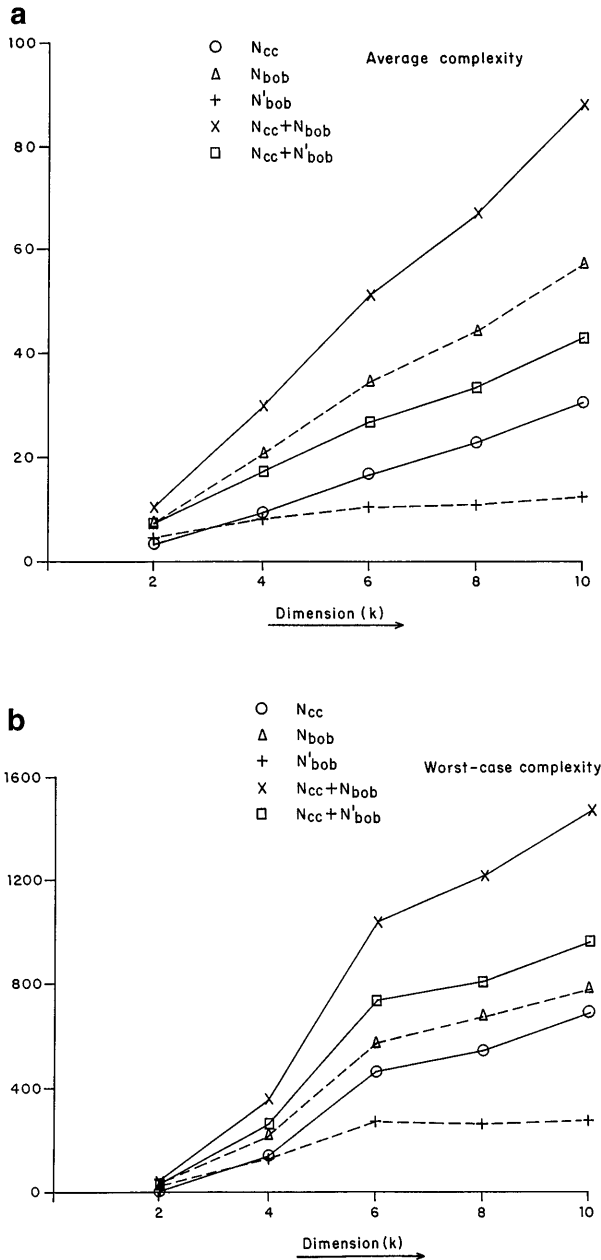 a
100
80
60
40
20
0
N_cc
N_bob
N'_bob
N_cc+N_bob
N_cc+N'_bob
Average complexity
2 4 6 8 10
Dimension (k)
b
1600
1200
800
400
0
N_cc
N_bob
N'_bob
N_cc+N_bob
N_cc+N'_bob
Worst-case complexity
2 4 6 8 10
Dimension (k)